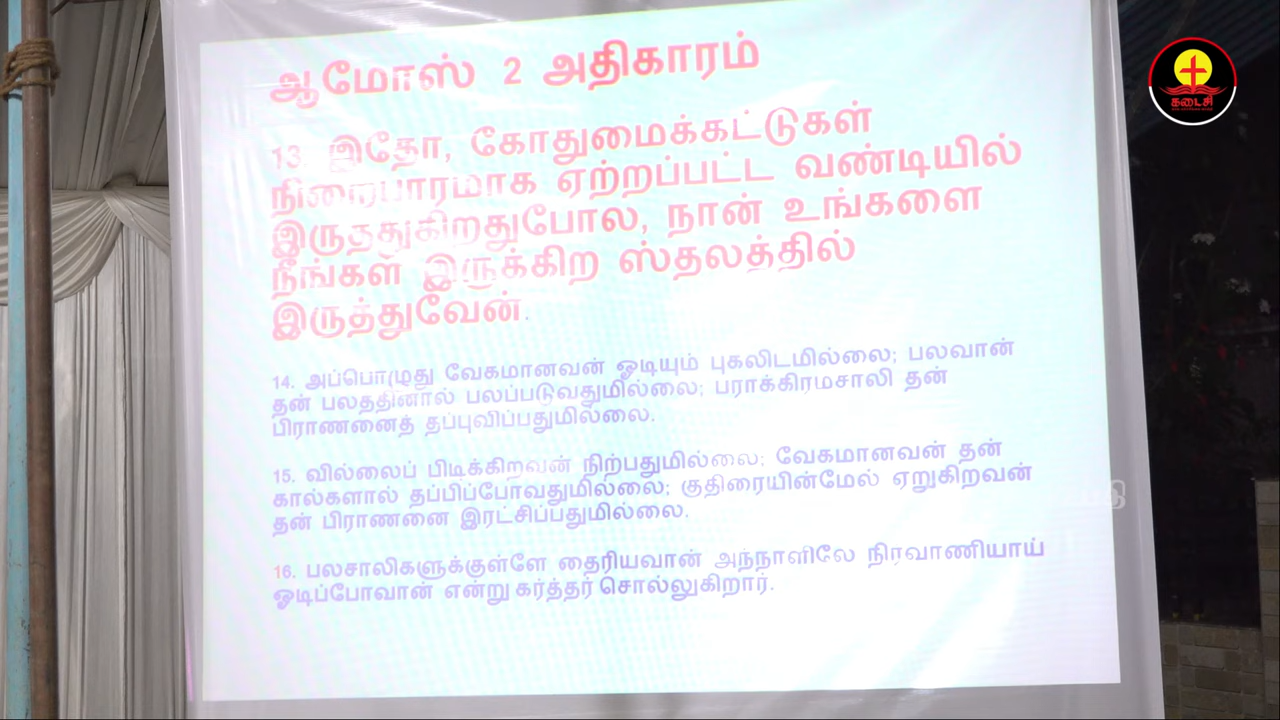 ஆமோஸ் 2 அதிகாரம்
13. இதோ, கோதுமைக்கட்டுகள்
நிறைபாரமாக ஏற்றப்பட்ட வண்டியில்
இருத்துகிறதுபோல, நான் உங்களை
நீங்கள் இருக்கிற ஸ்தலத்தில்
இருத்துவேன்.
14. அப்பொழுது வேகமானவன் ஓடியும் புகலிடமில்லை; பலவான்
தன் பலத்தினால் பலப்படுவதுமில்லை; பராக்கிரமசாலி தன்
பிராணனைத் தப்புவிப்பதுமில்லை.
15. வில்லைப் பிடிக்கிறவன் நிற்பதுமில்லை; வேகமானவன் தன்
கால்களால் தப்பிப்போவதுமில்லை; குதிரையின்மேல் ஏறுகிறவன்
தன் பிராணனை இரட்சிப்பதுமில்லை.
16. பலசாலிகளுக்குள்ளே தைரியவான் அந்நாளிலே நிர்வாணியாய்
ஓடிப்போவான் என்று கர்த்தர் சொல்லுகிறார்.
கடைசி